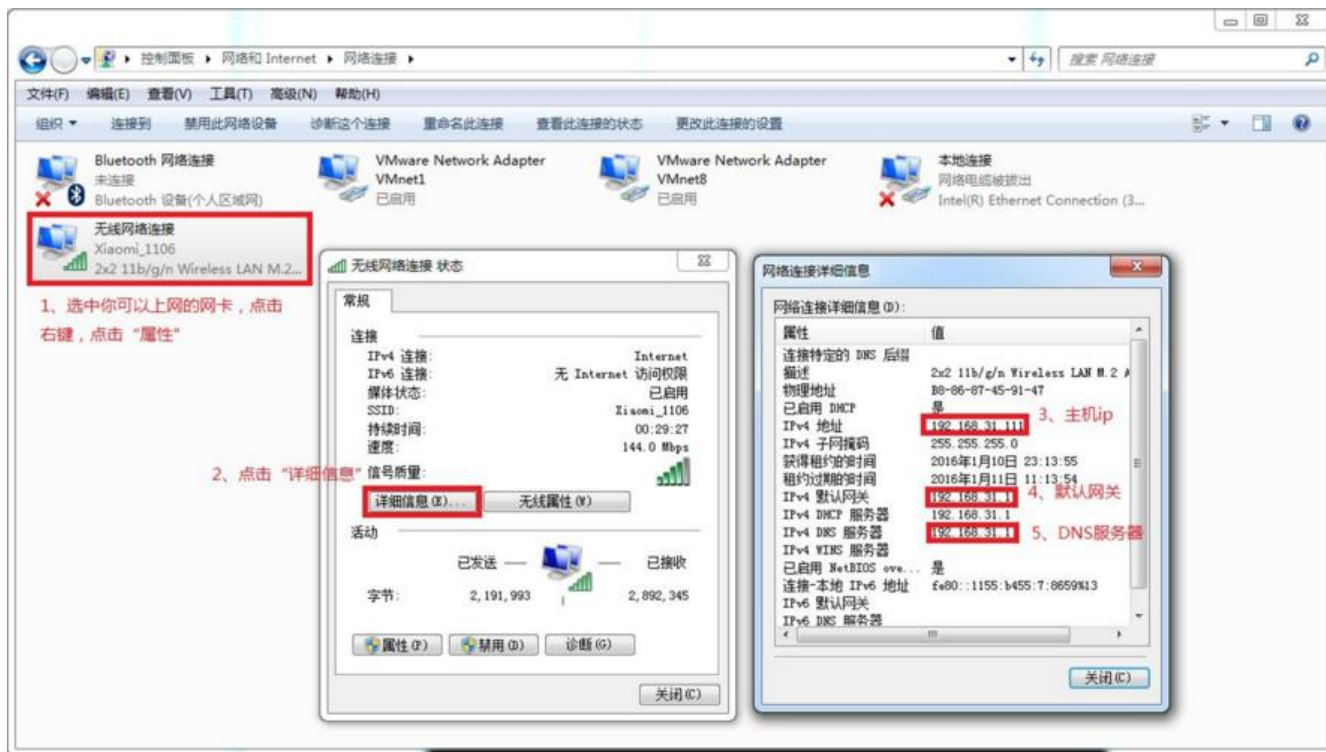 控制面板 ▸ 网络和 Internet ▸ 网络连接 ▸
搜索 网络连接
文件(F) 编辑(E) 查看(V) 工具(T) 高级(N) 帮助(H)
组织 连接到 禁用此网络设备 诊断这个连接 重命名此连接 查看此连接的状态 更改此连接的设置
Bluetooth 网络连接
未连接
Bluetooth 设备(个人区域网)
VMware Network Adapter
VMnet1
已启用
VMware Network Adapter
VMnet8
已启用
本地连接
网络电缆被拔出
Intel(R) Ethernet Connection (3...
无线网络连接
Xiaomi_1106
2x2 11b/g/n Wireless LAN M.2...
1、选中你可以上网的网卡，点击
右键，点击“属性”
无线网络连接 状态
常规
连接
IPv4 连接: Internet
IPv6 连接: 无 Internet 访问权限
媒体状态: 已启用
SSID: Xiaomi_1106
持续时间: 00:29:27
速度: 144.0 Mbps
2、点击“详细信息”
信号质量:
详细信息(E)... 无线属性(W)
活动
已发送 — — 已接收
字节: 2,191,993 2,892,345
属性(P) 禁用(D) 诊断(G)
关闭(C)
网络连接详细信息
网络连接详细信息(D):
属性 值
连接特定的 DNS 后缀
描述 2x2 11b/g/n Wireless LAN M.2 A
物理地址 B8-86-87-45-91-47
已启用 DHCP 是
3、主机ip
IPv4 地址 192.168.31.111
IPv4 子网掩码 255.255.255.0
获得租约的时间 2016年1月10日 23:13:55
租约过期的时间 2016年1月11日 11:13:54
IPv4 默认网关 192.168.31.1
4、默认网关
IPv4 DHCP 服务器 192.168.31.1
IPv4 DNS 服务器 192.168.31.1
5、DNS服务器
IPv4 WINS 服务器
已启用 NetBIOS ove... 是
连接-本地 IPv6 地址 fe80::1155:b455:7:8659%13
IPv6 默认网关
IPv6 DNS 服务器
关闭(C)